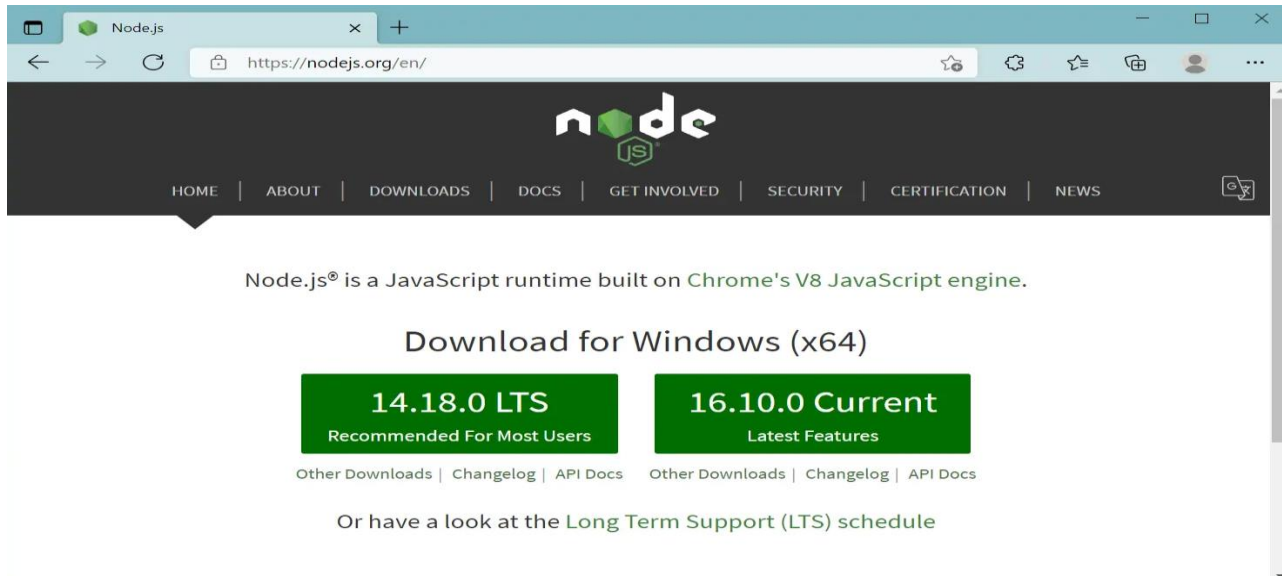 Node.js
https://nodejs.org/en/
node
JS
HOME | ABOUT | DOWNLOADS | DOCS | GET INVOLVED | SECURITY | CERTIFICATION | NEWS
Node.js® is a JavaScript runtime built on Chrome's V8 JavaScript engine.
Download for Windows (x64)
14.18.0 LTS
Recommended For Most Users
16.10.0 Current
Latest Features
Other Downloads | Changelog | API Docs
Other Downloads | Changelog | API Docs
Or have a look at the Long Term Support (LTS) schedule